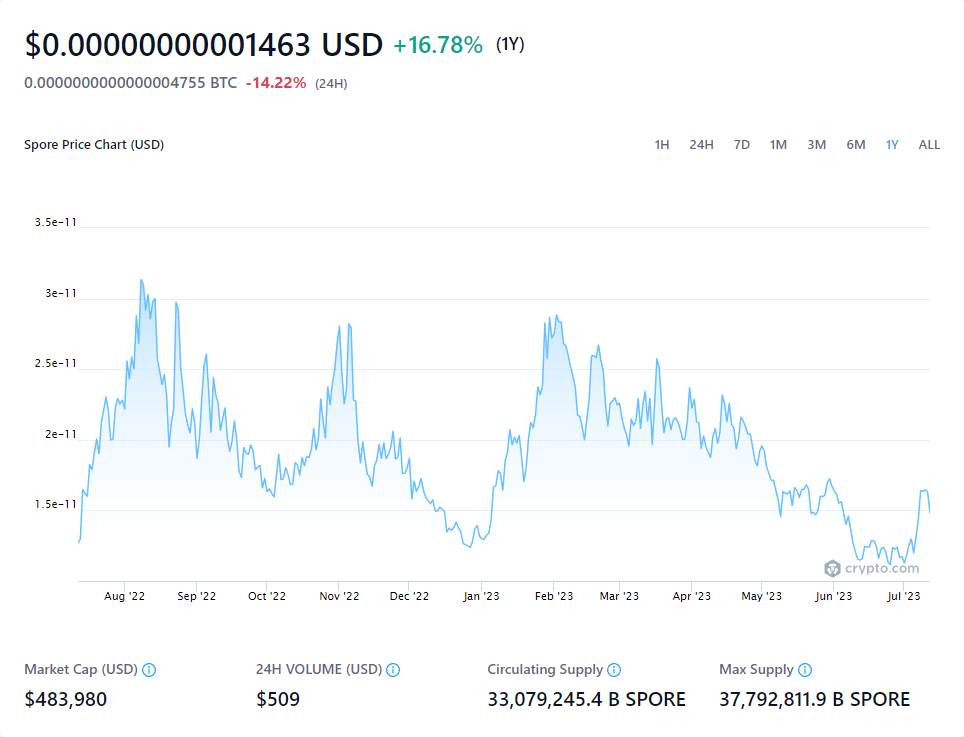 $0.00000000001463 USD +16.78% (1Y)
0.0000000000000004755 BTC -14.22% (24H)
Spore Price Chart (USD) 1H 24H 7D 1M 3M 6M 1Y ALL
3.5e-11
3e-11
2.5e-11
2e-11
1.5e-11
crypto.com
Aug '22 Sep '22 Oct '22 Nov '22 Dec '22 Jan '23 Feb '23 Mar '23 Apr '23 May '23 Jun '23 Jul '23
Market Cap (USD) 24H VOLUME (USD) Circulating Supply Max Supply
$483,980 $509 33,079,245.4 B SPORE 37,792,811.9 B SPORE